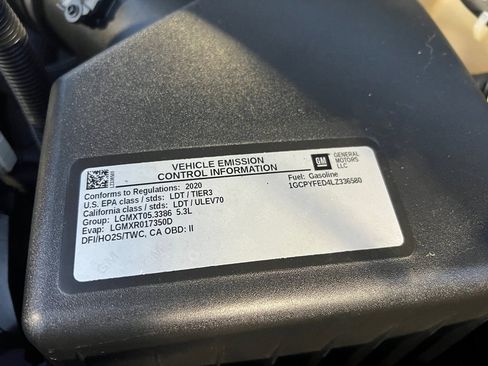 VEHICLE EMISSION
CONTROL INFORMATION
GM
GENERAL
MOTORS
LLC
Conforms to Regulations: 2020
U.S. EPA class / stds: LDT / TIER3
California class / stds: LDT / ULEV70
Group: LGMXT05.3386 5.3L
Evap: LGMXR017350D
DFI/HO2S/TWC, CA OBD: II
Fuel: Gasoline
1GCPYFED4LZ336580